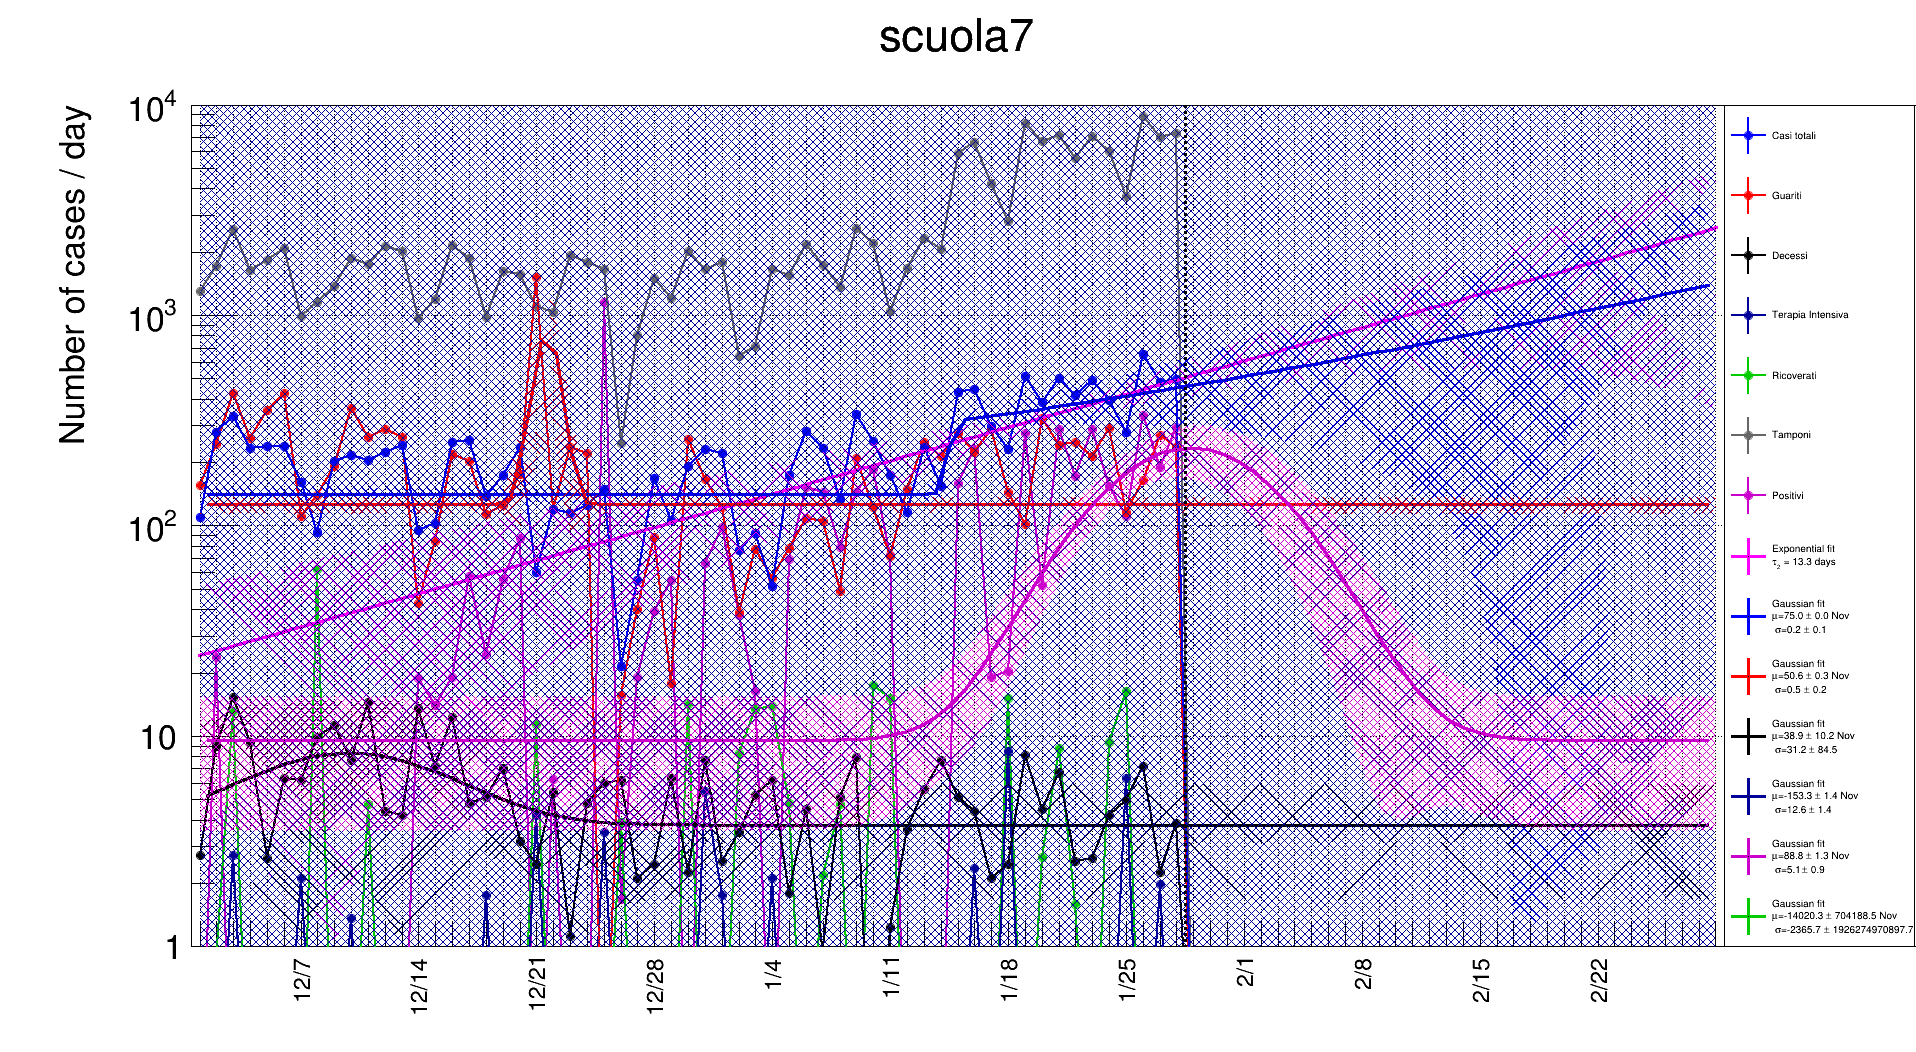 scuola7
Number of cases / day
10^4
10^3
10^2
10
1
12/7
12/14
12/21
12/28
1/4
1/11
1/18
1/25
2/1
2/8
2/15
2/22
Casi totali
Guariti
Decessi
Terapia Intensiva
Ricoverati
Tamponi
Positivi
Exponential fit
τ₂ = 13.3 days
Gaussian fit
μ=75.0 ± 0.0 Nov
σ=0.2 ± 0.1
Gaussian fit
μ=50.6 ± 0.3 Nov
σ=0.5 ± 0.2
Gaussian fit
μ=38.9 ± 10.2 Nov
σ=31.2 ± 84.5
Gaussian fit
μ=-153.3 ± 1.4 Nov
σ=12.6 ± 1.4
Gaussian fit
μ=88.8 ± 1.3 Nov
σ=5.1 ± 0.9
Gaussian fit
μ=-14020.3 ± 704188.5 Nov
σ=-2365.7 ± 1926274970897.7